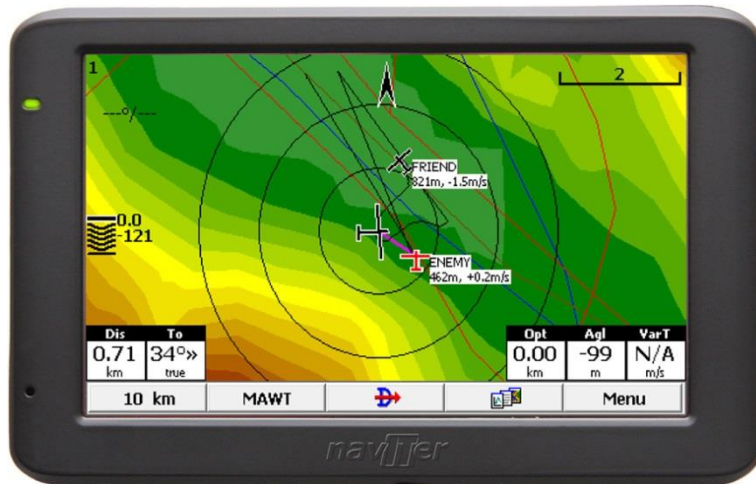 1
2
---°/---
FRIEND
821m, -1.5m/s
0.0
-121
ENEMY
462m, +0.2m/s
Dis To
0.71 34°»
km true
Opt Agl VarT
0.00 -99 N/A
km m m/s
10 km MAWT Menu
naviter